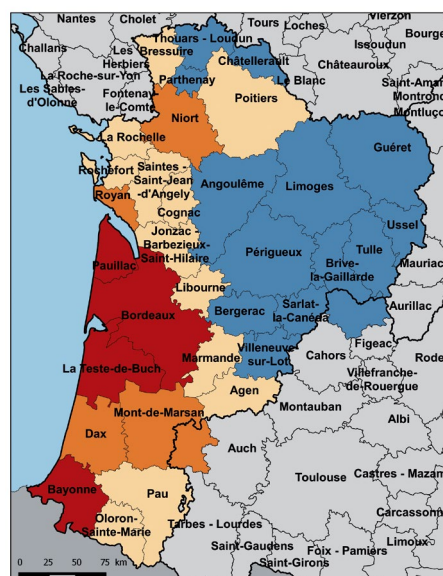 Nantes
Cholet
Tours
Loches
Vierzon
Bourge
Challans
Les
Herbiers
Bressuire
Thouars - Loudun
Issoudun
Châtellerault
Châteauroux
La Roche-sur-Yon
Parthenay
Le Blanc
Saint-Amand
Les Sables-
d'Olonne
Fontenay
le-Comte
Poitiers
Montluço
Niort
La Rochelle
Guéret
Rochefort
Saintes -
Saint-Jean
-d'Angely
Angoulême
Limoges
Royan
Cognac
Ussel
Jonzac
Barbezieux-
Saint-Hilaire
Périgueux
Tulle
Pauillac
Brive-
la-Gaillarde
Mauriac
Libourne
Bordeaux
Bergerac
Sarlat-
la-Canéda
Aurillac
Marmande
Villeneuve
sur-Lot
Figeac
Cahors
Rode
La Teste-de-Buch
Villefranche-
de-Rouergue
Agen
Mont-de-Marsan
Montauban
Albi
Dax
Auch
Toulouse
Castres - Mazam
Bayonne
Pau
Carcassonn
Oloron-
Sainte-Marie
Tarbes - Lourdes
Saint-Gaudens
Foix - Pamiers
Limoux
Saint-Girons
0 25 50 75 km